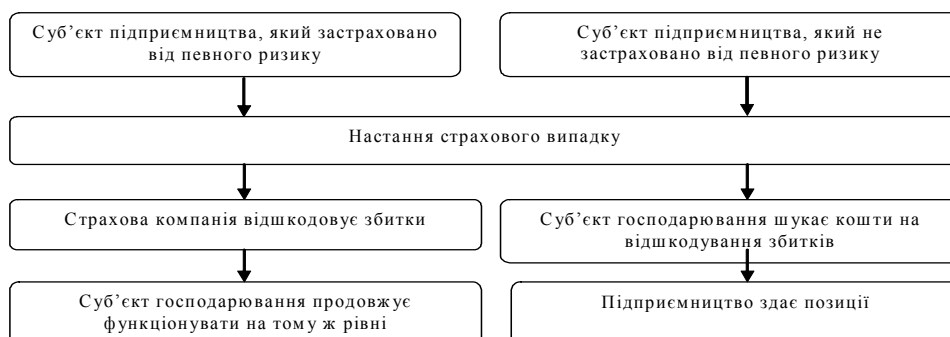 Суб’єкт підприємництва, який застраховано
від певного ризику
Суб’єкт підприємництва, який не
застраховано від певного ризику
Настання страхового випадку
Страхова компанія відшкодовує збитки
Суб’єкт господарювання шукає кошти на
відшкодування збитків
Суб’єкт господарювання продовжує
функціонувати на тому ж рівні
Підприємництво здає позиції